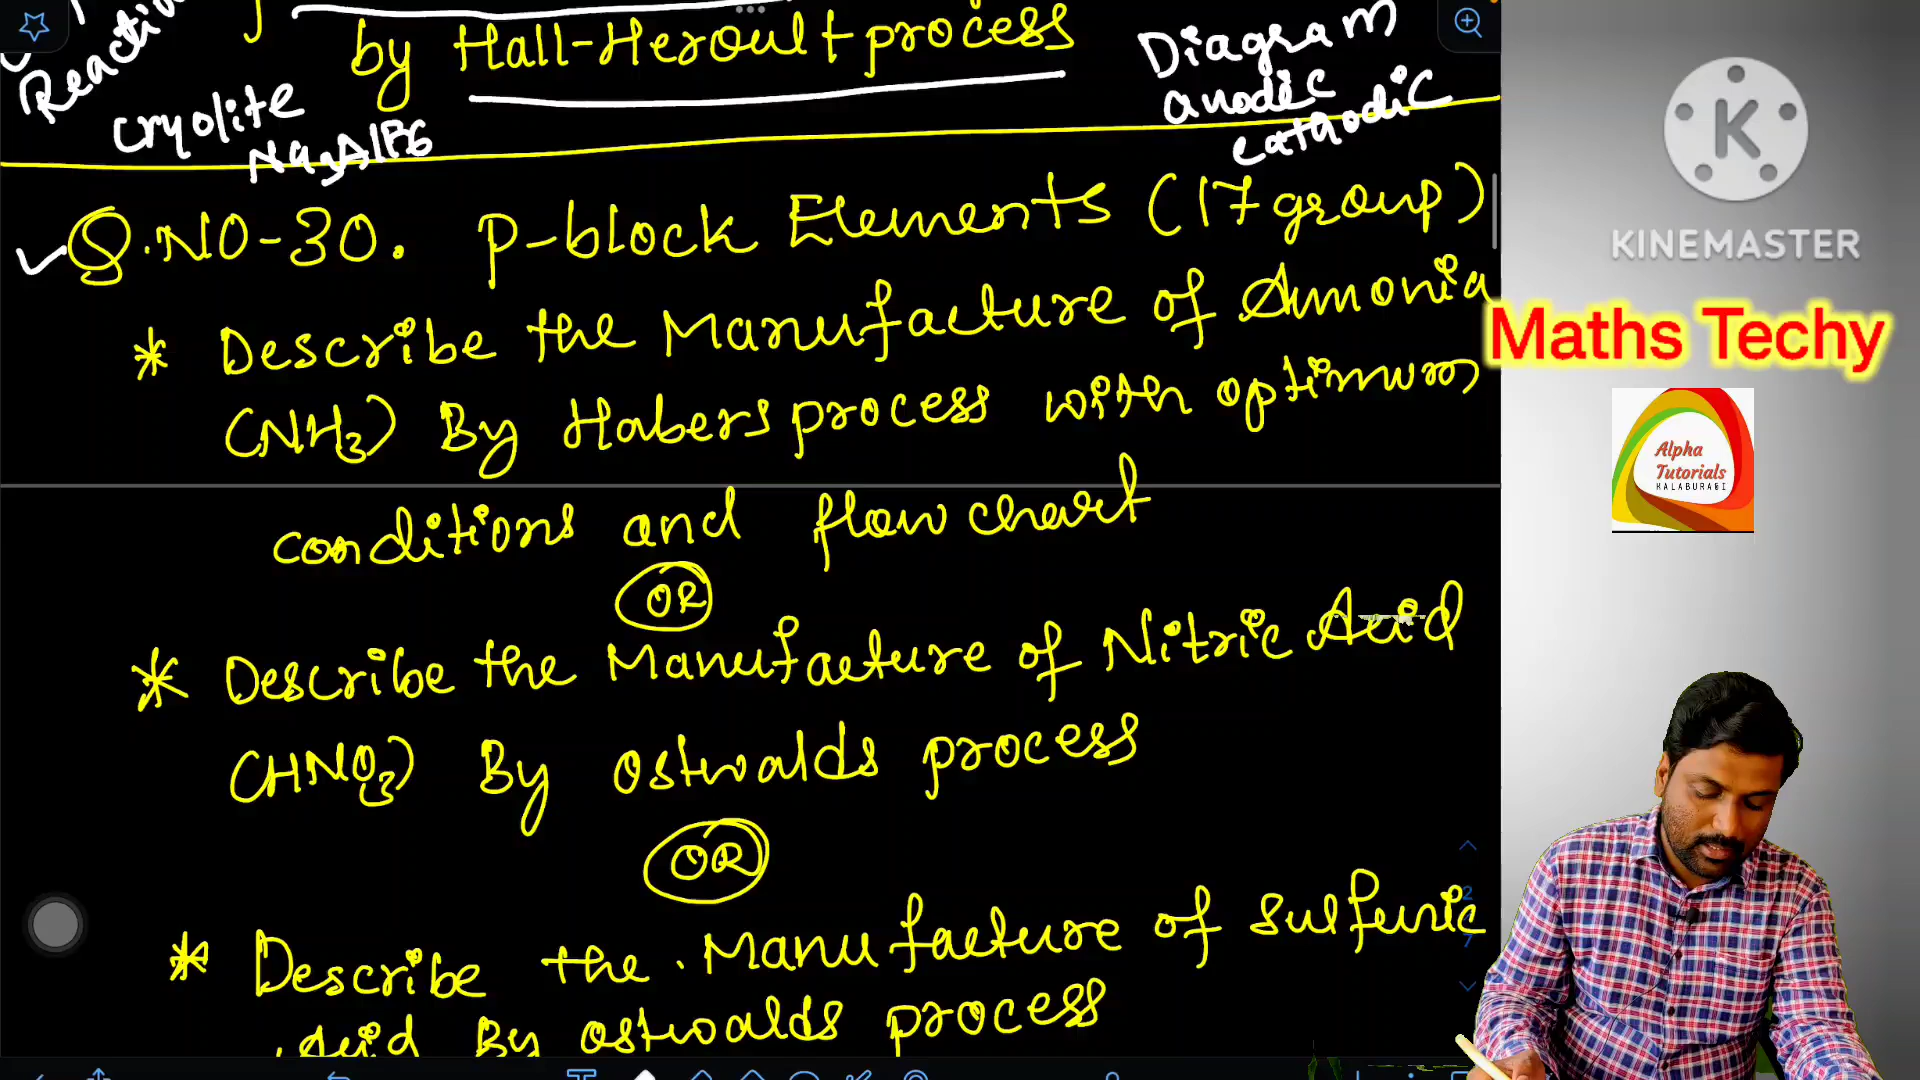 Reaction
by Hall-Heroult process
Diagram
anodic
cathodic
cryolite
Na3AlF6
Q.NO-30. P-block Elements (17 group)
KINEMASTER
* Describe the Manufacture of Ammonia
Maths Techy
(NH3) By Habers process with optimum
Alpha
Tutorials
KALABURAGI
conditions and flow chart
OR
* Describe the Manufacture of Nitric Acid
(HNO3) By Ostwalds process
OR
* Describe the Manufacture of sulfuric
Acid By Ostwalds process